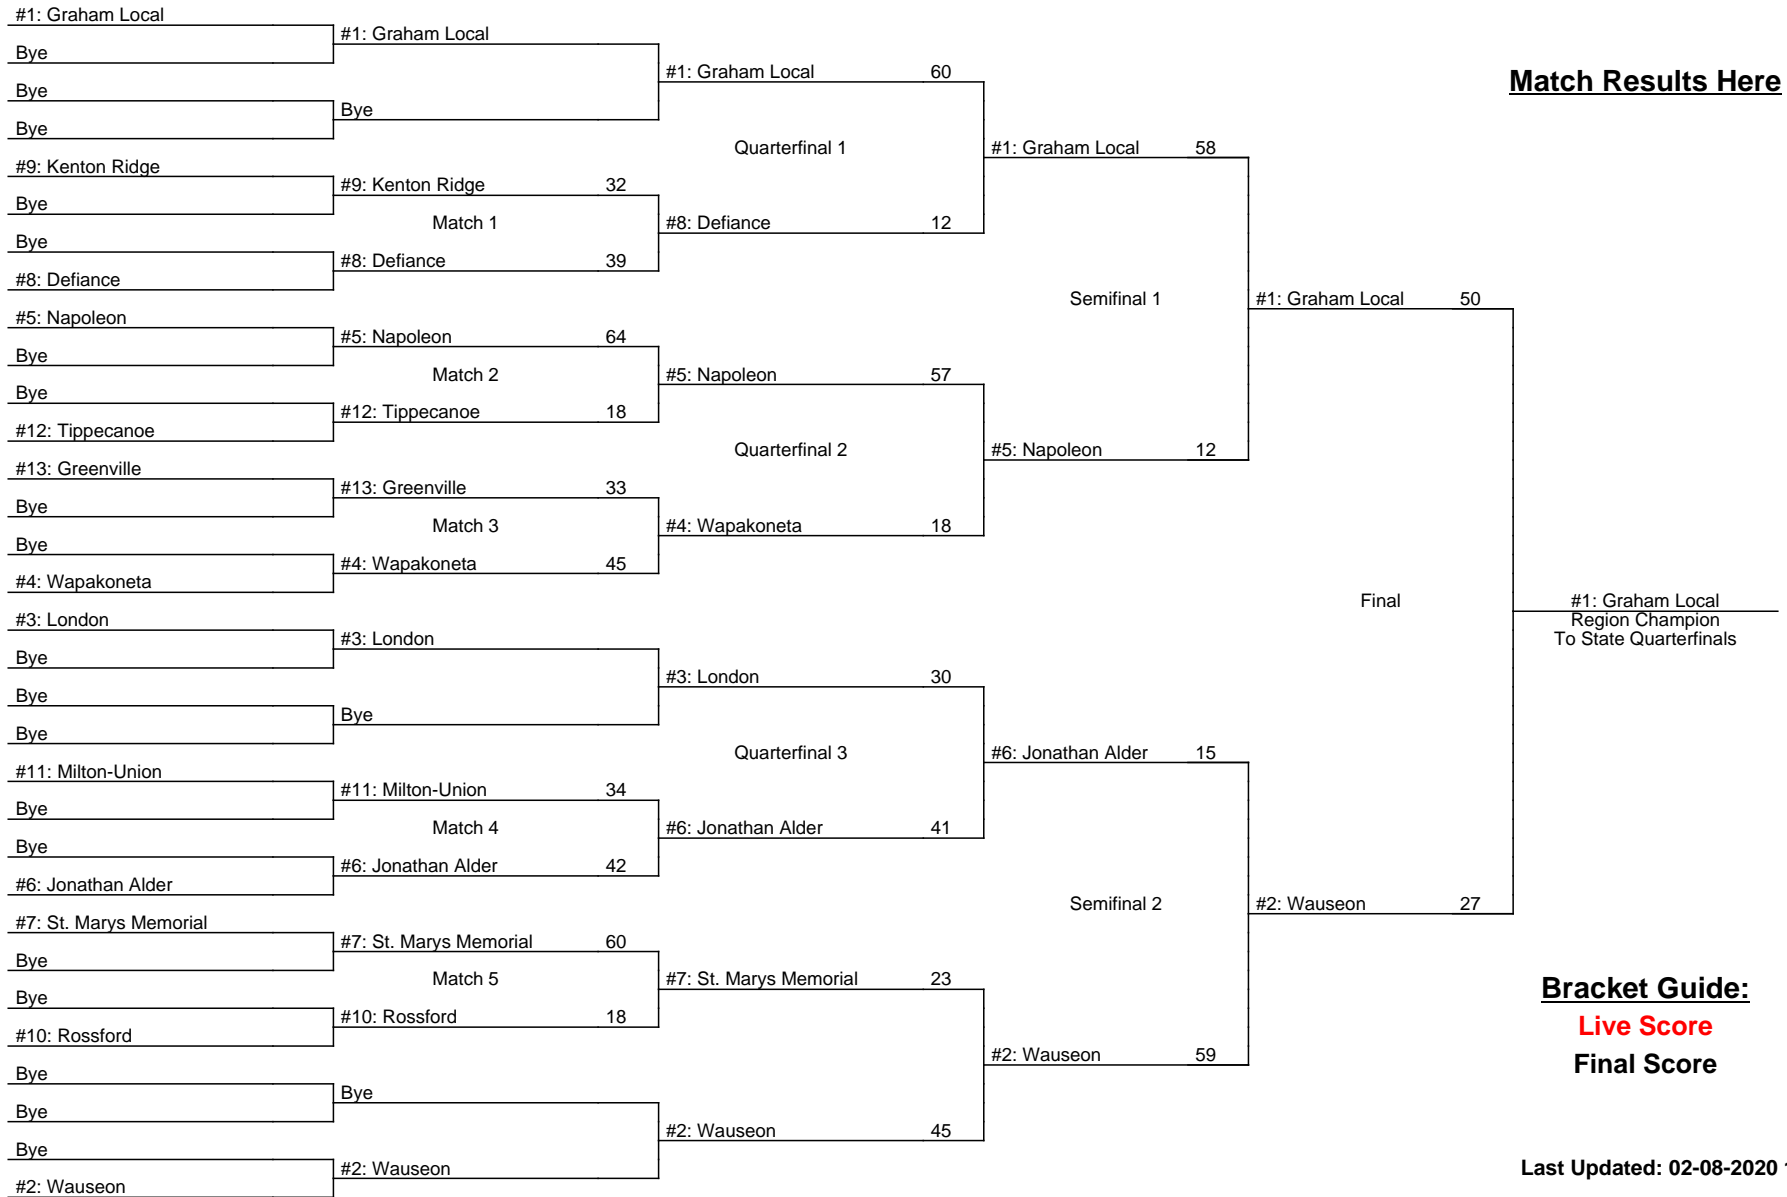 #1: Graham Local
Bye
Bye
Bye
#9: Kenton Ridge
Bye
Bye
#8: Defiance
#5: Napoleon
Bye
Bye
#12: Tippecanoe
#13: Greenville
Bye
Bye
#4: Wapakoneta
#3: London
Bye
Bye
Bye
#11: Milton-Union
Bye
Bye
#6: Jonathan Alder
#7: St. Marys Memorial
Bye
Bye
#10: Rossford
Bye
Bye
Bye
#2: Wauseon
#1: Graham Local
Bye
#9: Kenton Ridge 32
Match 1
#8: Defiance 39
#5: Napoleon 64
Match 2
#12: Tippecanoe 18
#13: Greenville 33
Match 3
#4: Wapakoneta 45
#3: London
Bye
#11: Milton-Union 34
Match 4
#6: Jonathan Alder 42
#7: St. Marys Memorial 60
Match 5
#10: Rossford 18
Bye
#2: Wauseon
#1: Graham Local 60
Quarterfinal 1
#8: Defiance 12
#5: Napoleon 57
Quarterfinal 2
#4: Wapakoneta 18
#3: London 30
Quarterfinal 3
#6: Jonathan Alder 41
#7: St. Marys Memorial 23
#2: Wauseon 45
#1: Graham Local 58
Semifinal 1
#5: Napoleon 12
#6: Jonathan Alder 15
Semifinal 2
#2: Wauseon 59
#1: Graham Local 50
Final
#2: Wauseon 27
#1: Graham Local
Region Champion
To State Quarterfinals
Match Results Here
Bracket Guide:
Live Score
Final Score
Last Updated: 02-08-2020